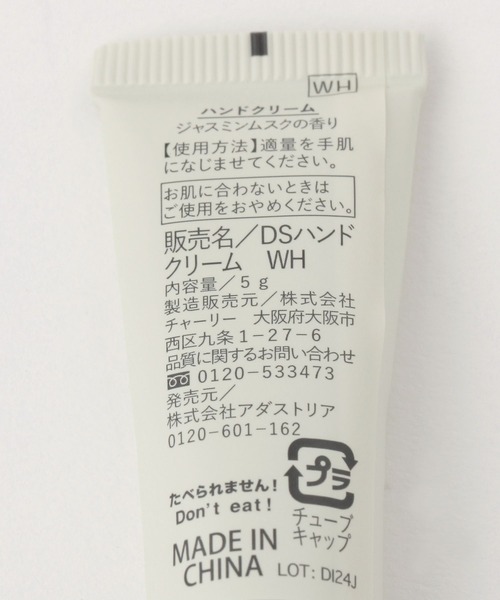 WH
ハンドクリーム
ジャスミンムスクの香り
【使用方法】適量を手肌
になじませてください。
お肌に合わないときは
ご使用をおやめください。
販売名／DSハンド
クリーム　WH
内容量／5ｇ
製造販売元／株式会社
チャーリー　大阪府大阪市
西区九条1-27-6
品質に関するお問い合わせ
0120-533473
発売元／
株式会社アダストリア
0120-601-162
プラ
チューブ
キャップ
たべられません!
Don't eat!
MADE IN
CHINA
LOT: DI24J